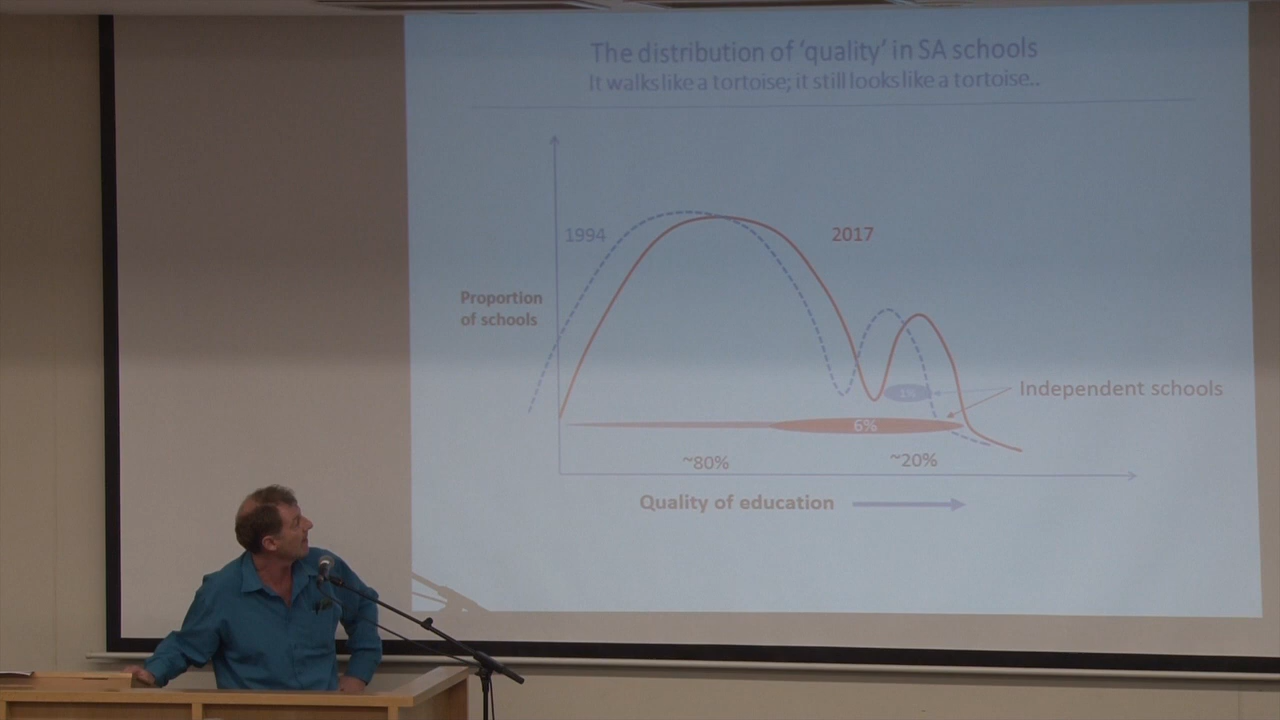 The distribution of 'quality' in SA schools
It walks like a tortoise; it still looks like a tortoise..
1994
2017
Proportion
of schools
1%
Independent schools
6%
~80%
~20%
Quality of education